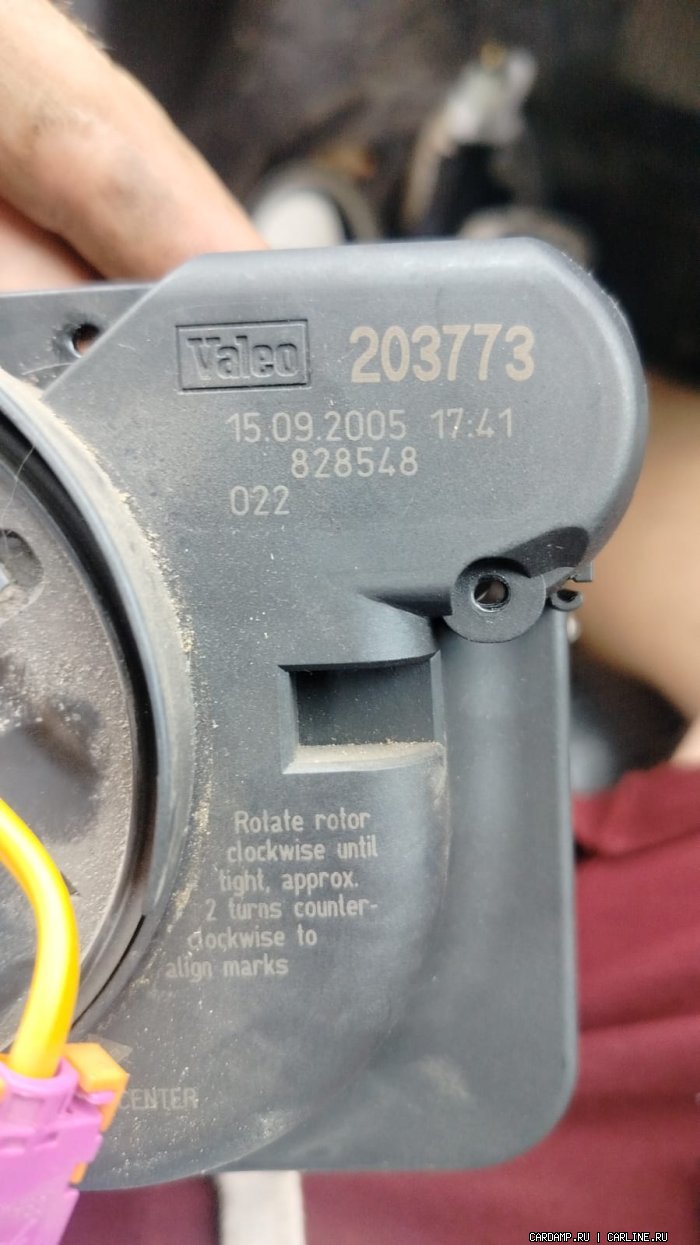 Valeo 203773
15.09.2005 17:41
828548
022
Rotate rotor
clockwise until
tight, approx.
2 turns counter-
clockwise to
align marks
CENTER
CARDAMP.RU | CARLINE.RU